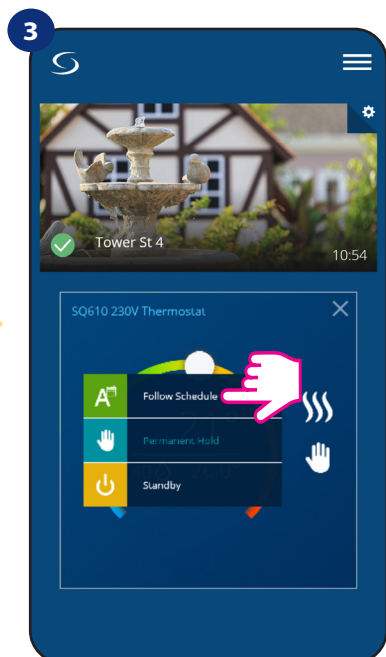 3
Tower St 4
10:54
SQ610 230V Thermostat
A
Follow Schedule
Permanent Hold
Standby